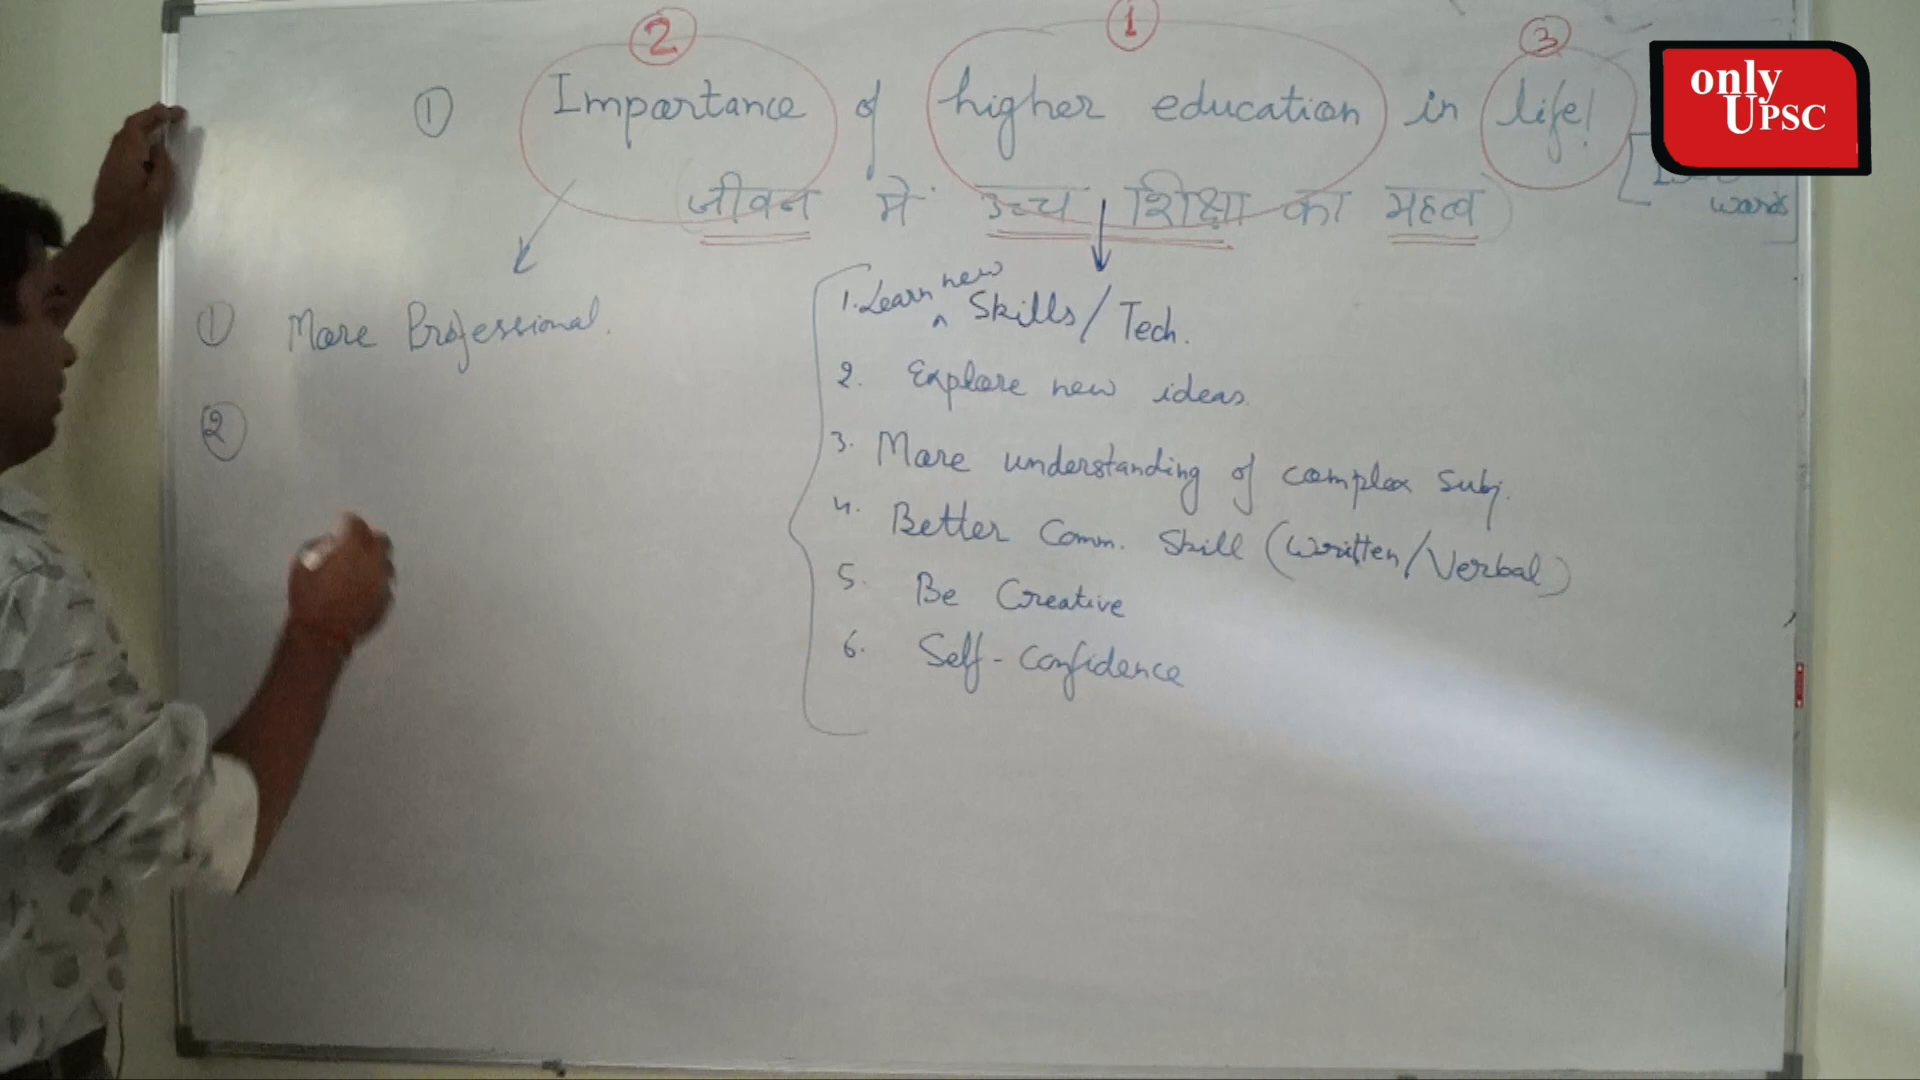 ② ① ③
① Importance of higher education in life!
जीवन में उच्च शिक्षा का महत्व
words
only UPSC
① More Professional.
②
1. Learn new Skills/Tech.
2. Explore new ideas.
3. More understanding of complex subj.
4. Better Comm. Skill (Written/Verbal)
5. Be Creative
6. Self-Confidence